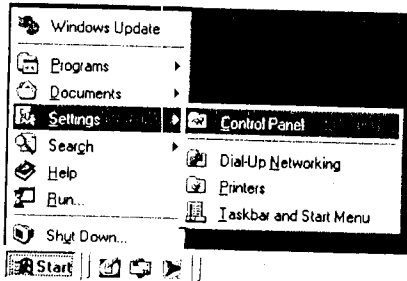 Windows Update
Programs
Documents
Settings
Control Panel
Search
Dial-Up Networking
Help
Printers
Run...
Taskbar and Start Menu
Shut Down...
Start